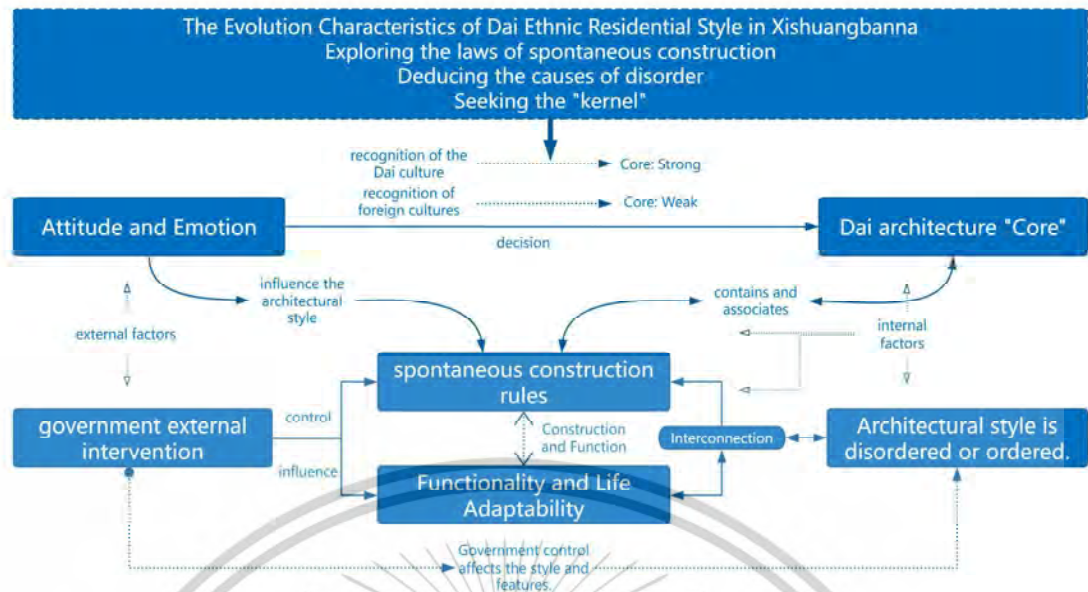 The Evolution Characteristics of Dai Ethnic Residential Style in Xishuangbanna
Exploring the laws of spontaneous construction
Deducing the causes of disorder
Seeking the "kernel"
recognition of the
Dai culture
Core: Strong
recognition of
foreign cultures
Core: Weak
Attitude and Emotion
decision
Dai architecture "Core"
influence the
architectural
style
contains and
associates
external factors
internal
factors
spontaneous construction
rules
control
government external
intervention
influence
Construction
and Function
Interconnection
Architectural style is
disordered or ordered.
Functionality and Life
Adaptability
Government control
affects the style and
features.